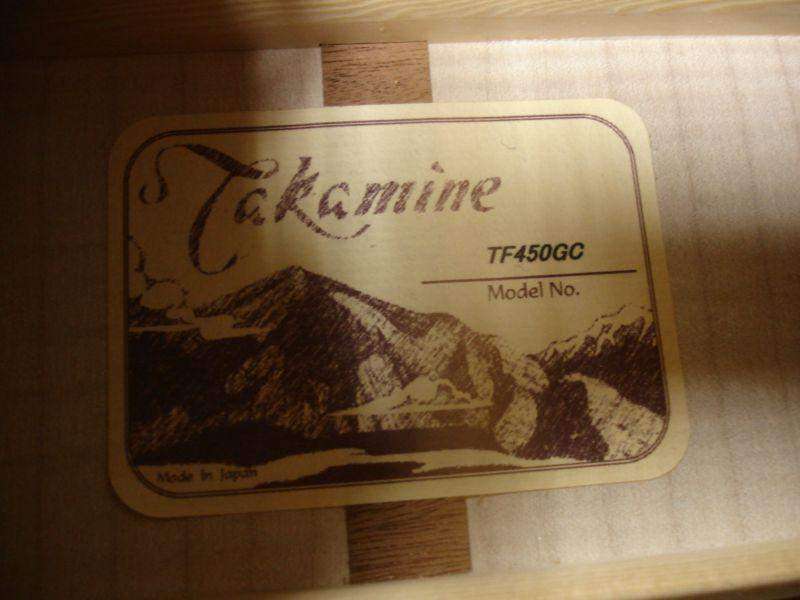 Takamine
TF450GC
Model No.
Made in Japan